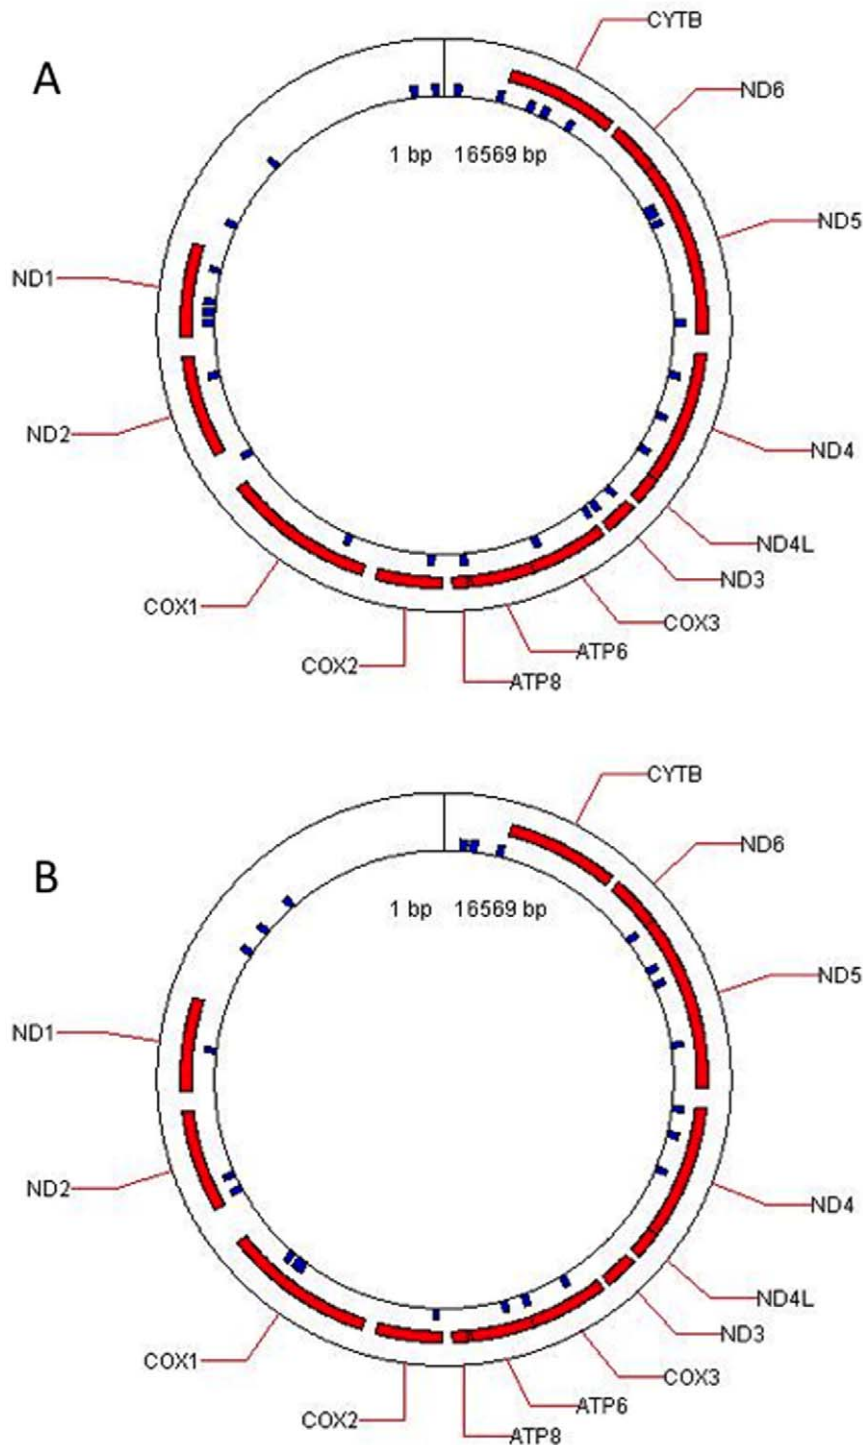 A
CYTB
ND6
1 bp 16569 bp
ND5
ND1
ND2
ND4
ND4L
ND3
COX1
COX3
COX2
ATP6
ATP8
B
CYTB
ND6
1 bp 16569 bp
ND5
ND1
ND2
ND4
ND4L
ND3
COX1
COX3
COX2
ATP6
ATP8